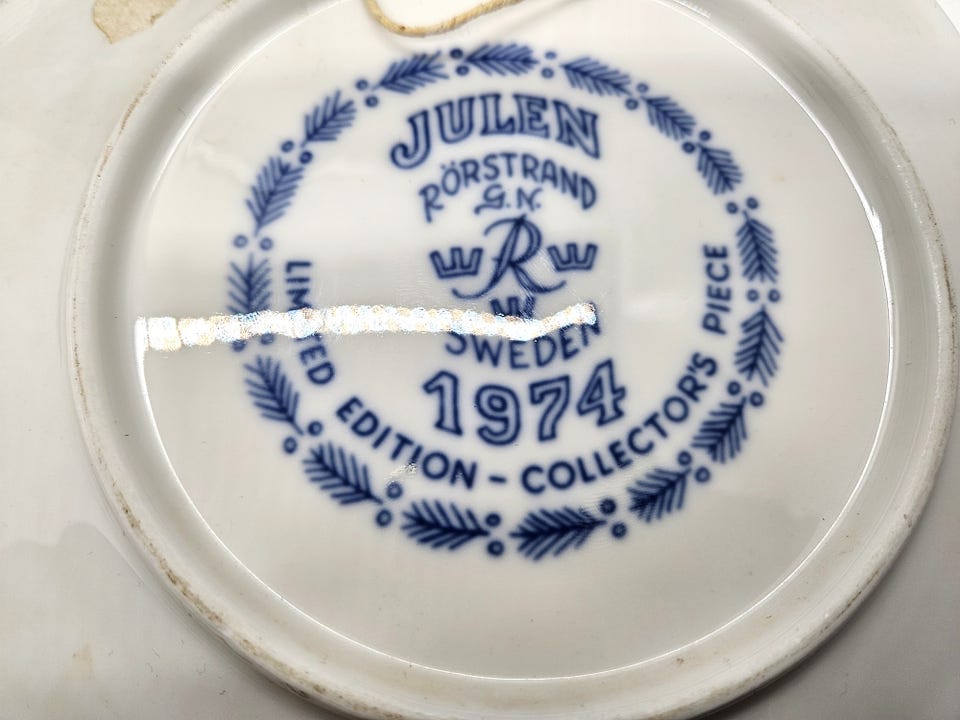 JULEN
RÖRSTRAND
G.N.
R
SWEDEN
1974
LIMITED EDITION - COLLECTOR'S PIECE